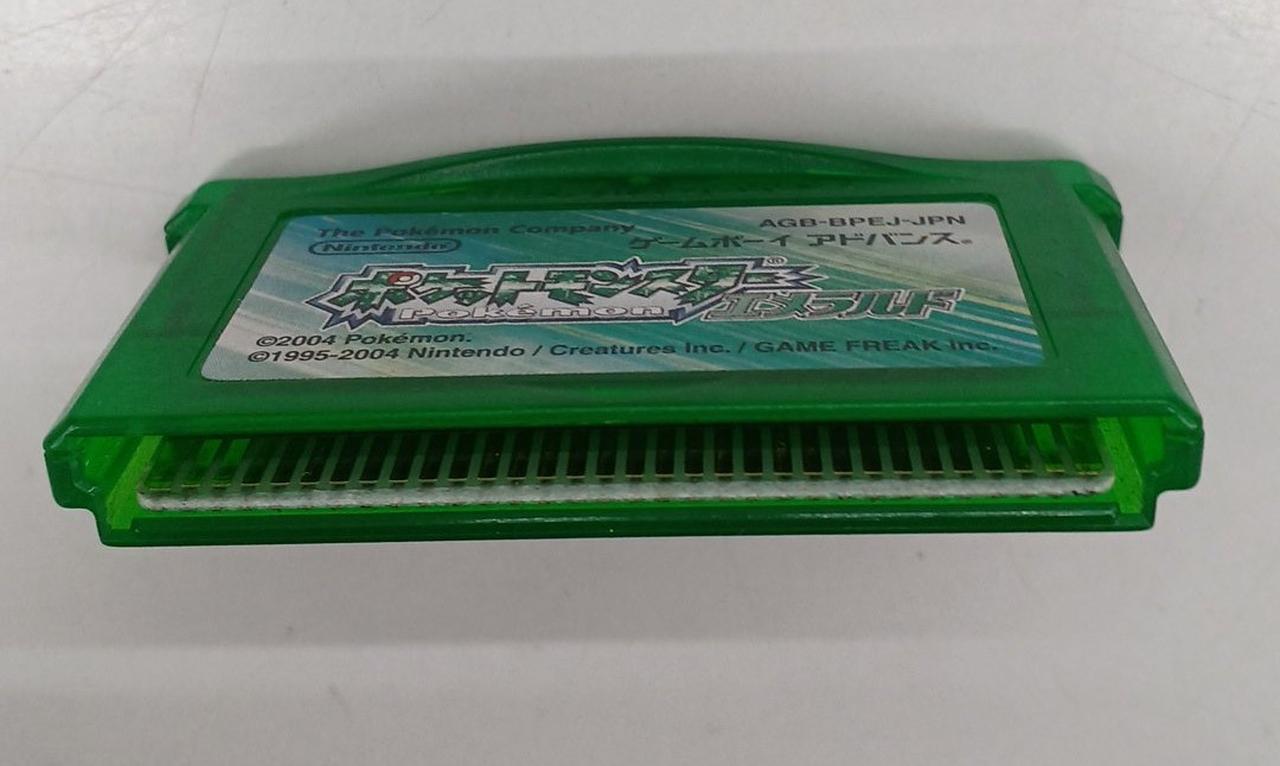 The Pokémon Company
AGB-BPEJ-JPN
Nintendo
ゲームボーイ アドバンス®
ポケットモンスター®
Pokémon
エメラルド
©2004 Pokémon.
©1995-2004 Nintendo / Creatures Inc. / GAME FREAK inc.